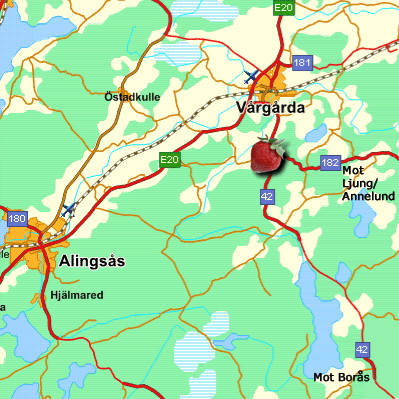 E20
181
Östadkulle
Vårgårda
E20
182
Mot
Ljung/
Annelund
42
180
Alingsås
Hjälmared
42
Mot Borås